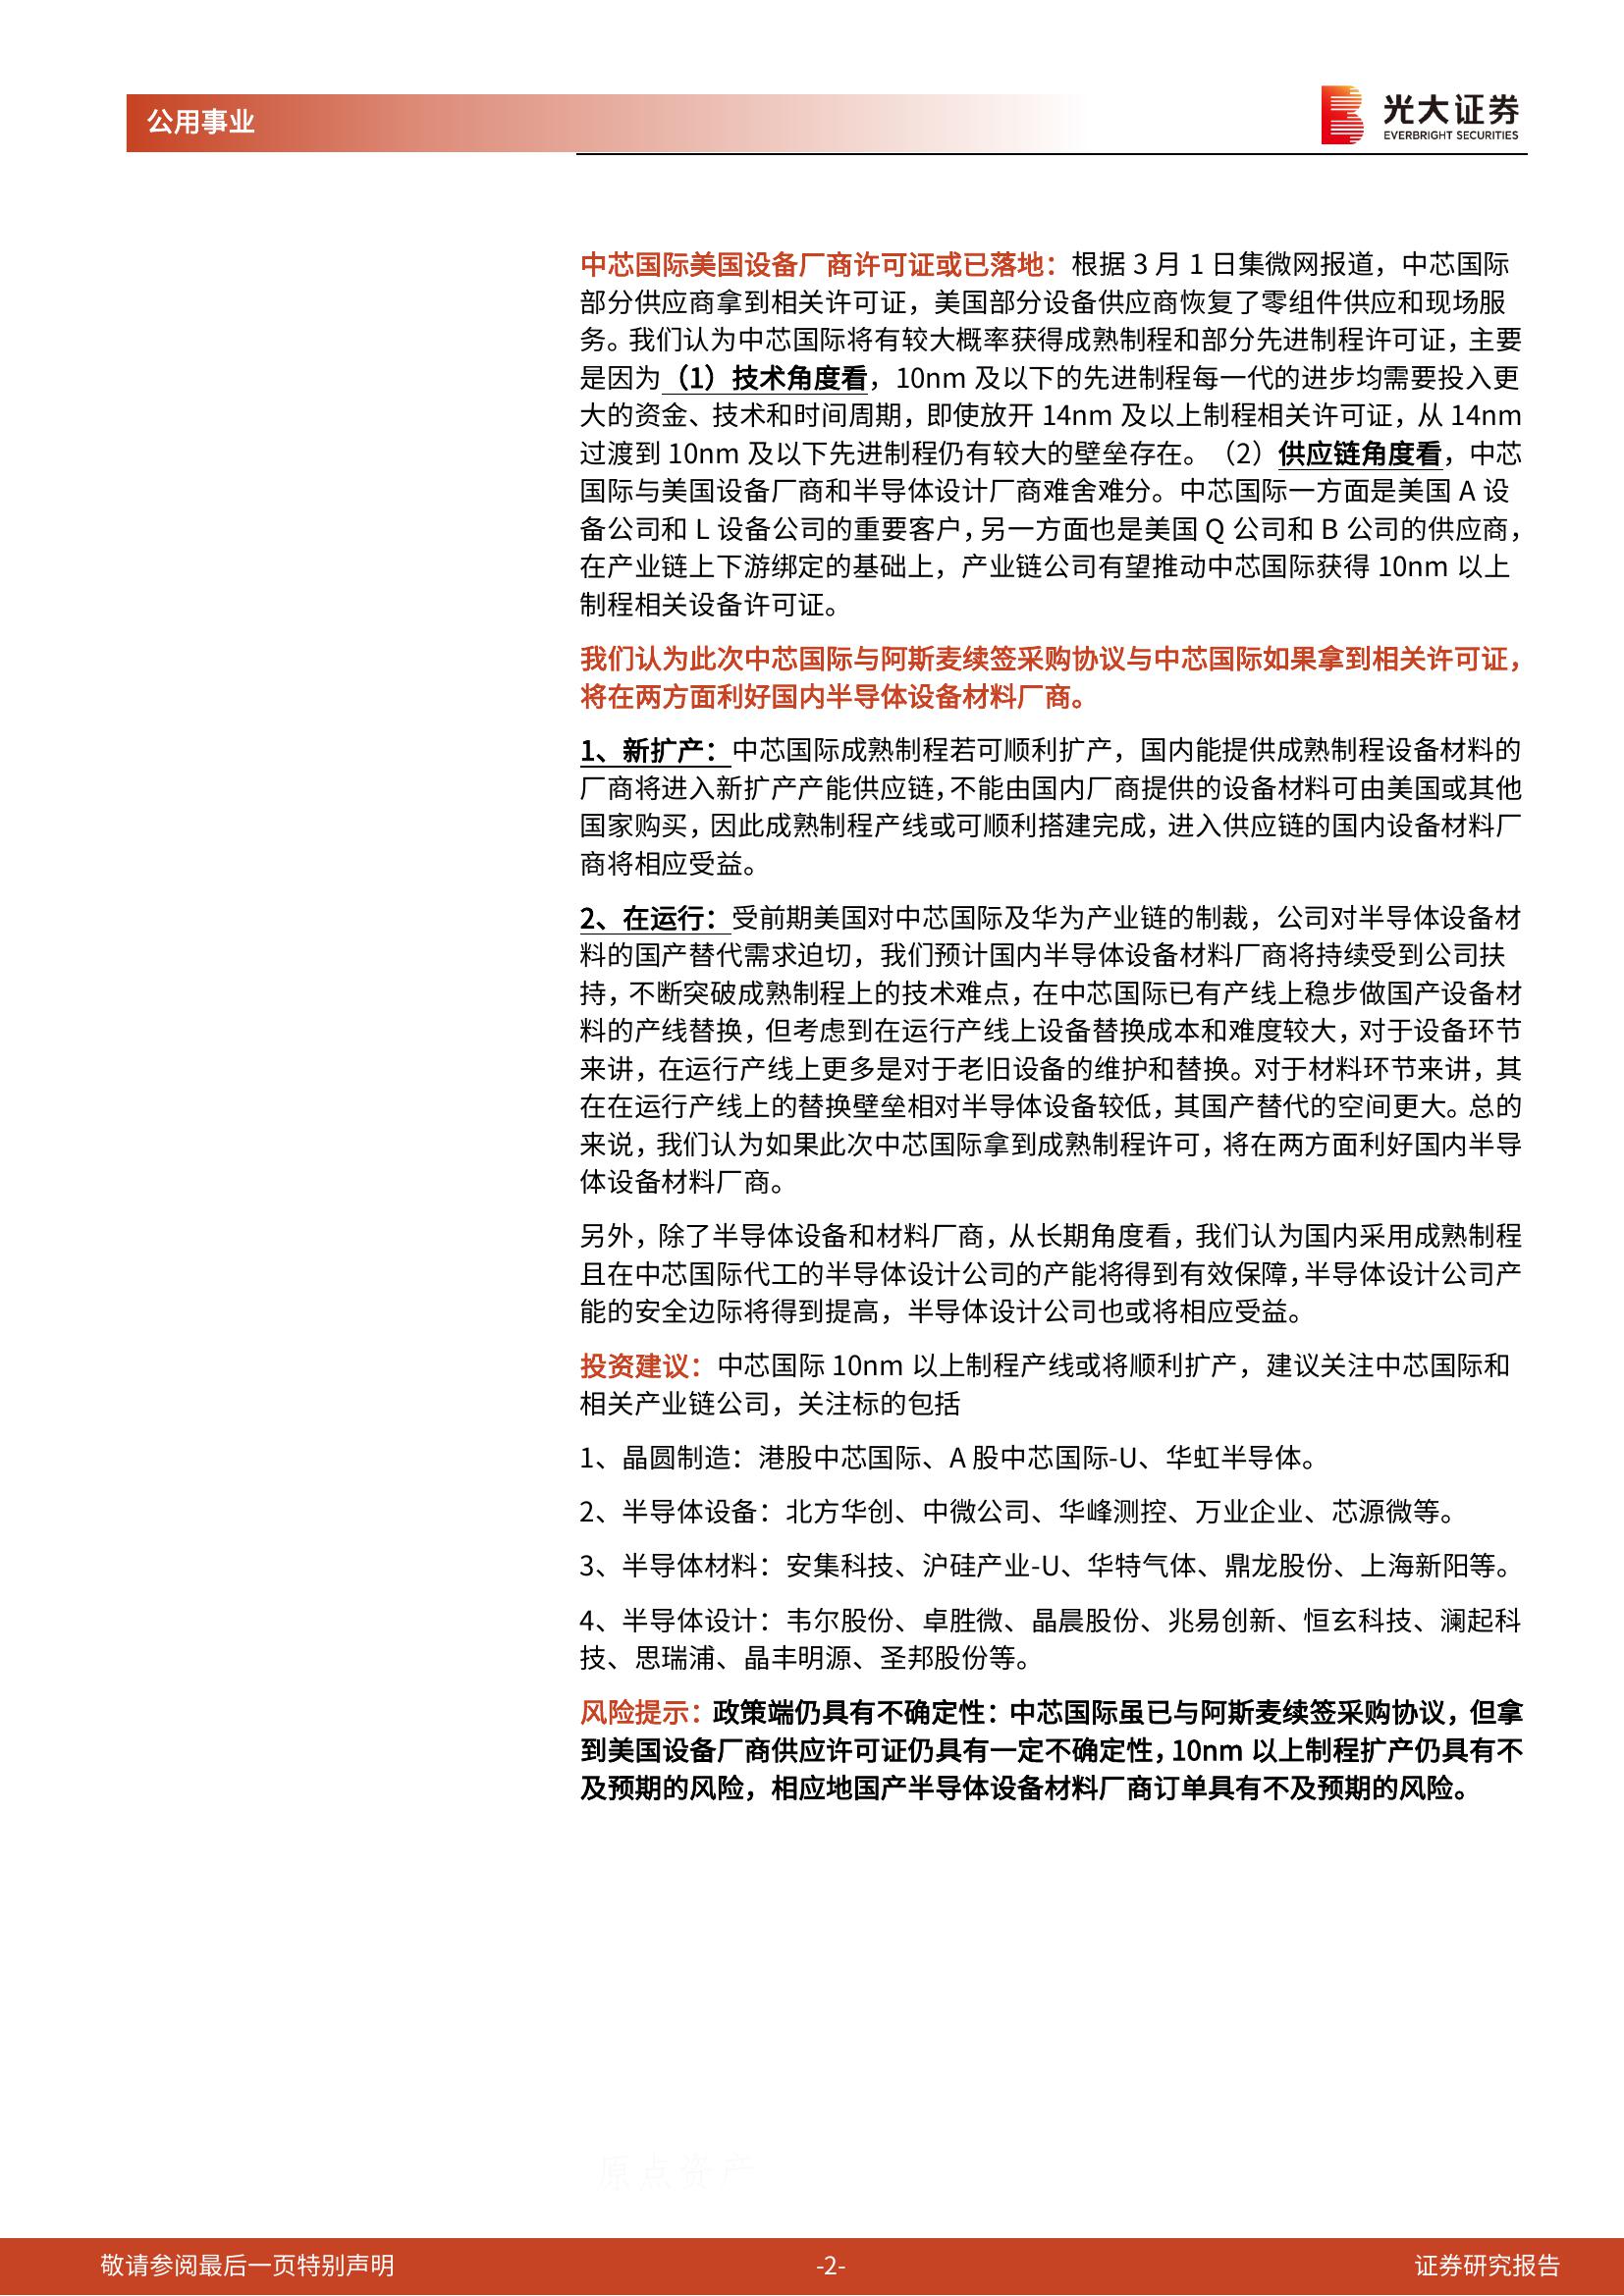 公用事业
光大证券
EVERBRIGHT SECURITIES
中芯国际美国设备厂商许可证或已落地：根据 3 月 1 日集微网报道，中芯国际
部分供应商拿到相关许可证，美国部分设备供应商恢复了零组件供应和现场服
务。我们认为中芯国际将有较大概率获得成熟制程和部分先进制程许可证，主要
是因为（1）技术角度看，10nm 及以下的先进制程每一代的进步均需要投入更
大的资金、技术和时间周期，即使放开 14nm 及以上制程相关许可证，从 14nm
过渡到 10nm 及以下先进制程仍有较大的壁垒存在。（2）供应链角度看，中芯
国际与美国设备厂商和半导体设计厂商难舍难分。中芯国际一方面是美国 A 设
备公司和 L 设备公司的重要客户，另一方面也是美国 Q 公司和 B 公司的供应商，
在产业链上下游绑定的基础上，产业链公司有望推动中芯国际获得 10nm 以上
制程相关设备许可证。
我们认为此次中芯国际与阿斯麦续签采购协议与中芯国际如果拿到相关许可证，
将在两方面利好国内半导体设备材料厂商。
1、新扩产：中芯国际成熟制程若可顺利扩产，国内能提供成熟制程设备材料的
厂商将进入新扩产产能供应链，不能由国内厂商提供的设备材料可由美国或其他
国家购买，因此成熟制程产线或可顺利搭建完成，进入供应链的国内设备材料厂
商将相应受益。
2、在运行：受前期美国对中芯国际及华为产业链的制裁，公司对半导体设备材
料的国产替代需求迫切，我们预计国内半导体设备材料厂商将持续受到公司扶
持，不断突破成熟制程上的技术难点，在中芯国际已有产线上稳步做国产设备材
料的产线替换，但考虑到在运行产线上设备替换成本和难度较大，对于设备环节
来讲，在运行产线上更多是对于老旧设备的维护和替换。对于材料环节来讲，其
在在运行产线上的替换壁垒相对半导体设备较低，其国产替代的空间更大。总的
来说，我们认为如果此次中芯国际拿到成熟制程许可，将在两方面利好国内半导
体设备材料厂商。
另外，除了半导体设备和材料厂商，从长期角度看，我们认为国内采用成熟制程
且在中芯国际代工的半导体设计公司的产能将得到有效保障，半导体设计公司产
能的安全边际将得到提高，半导体设计公司也或将相应受益。
投资建议：中芯国际 10nm 以上制程产线或将顺利扩产，建议关注中芯国际和
相关产业链公司，关注标的包括
1、晶圆制造：港股中芯国际、A 股中芯国际-U、华虹半导体。
2、半导体设备：北方华创、中微公司、华峰测控、万业企业、芯源微等。
3、半导体材料：安集科技、沪硅产业-U、华特气体、鼎龙股份、上海新阳等。
4、半导体设计：韦尔股份、卓胜微、晶晨股份、兆易创新、恒玄科技、澜起科
技、思瑞浦、晶丰明源、圣邦股份等。
风险提示：政策端仍具有不确定性：中芯国际虽已与阿斯麦续签采购协议，但拿
到美国设备厂商供应许可证仍具有一定不确定性，10nm 以上制程扩产仍具有不
及预期的风险，相应地国产半导体设备材料厂商订单具有不及预期的风险。
原点资产
敬请参阅最后一页特别声明
-2-
证券研究报告